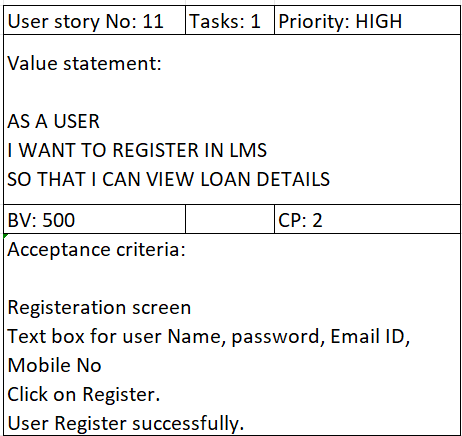 User story No: 11 Tasks: 1 Priority: HIGH
Value statement:
AS A USER
I WANT TO REGISTER IN LMS
SO THAT I CAN VIEW LOAN DETAILS
BV: 500 CP: 2
Acceptance criteria:
Registeration screen
Text box for user Name, password, Email ID,
Mobile No
Click on Register.
User Register successfully.